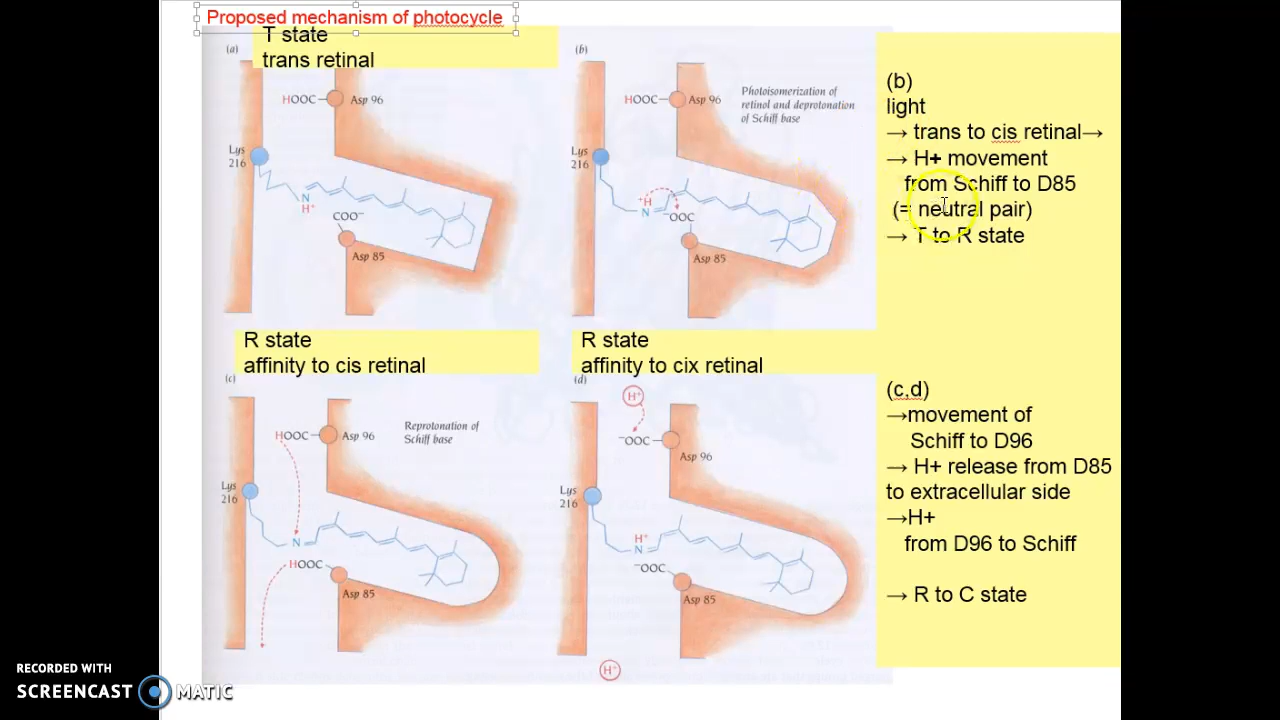 Proposed mechanism of photocycle
T state
trans retinal
(a)
HOOC
Asp 96
Lys
216
N
H⁺
COO⁻
Asp 85
(b)
HOOC
Asp 96
Photoisomerization of
retinol and deprotonation
of Schiff base
Lys
216
⁺H
N
⁻OOC
Asp 85
(b)
light
→ trans to cis retinal→
→ H+ movement
from Schiff to D85
(= neutral pair)
→ T to R state
R state
affinity to cis retinal
(c)
HOOC
Asp 96
Reprotonation of
Schiff base
Lys
216
N
HOOC
Asp 85
R state
affinity to cix retinal
(d)
H⁺
⁻OOC
Asp 96
Lys
216
H⁺
N
⁻OOC
Asp 85
H⁺
(c,d)
→movement of
Schiff to D96
→ H+ release from D85
to extracellular side
→H+
from D96 to Schiff
→ R to C state
RECORDED WITH
SCREENCAST MATIC